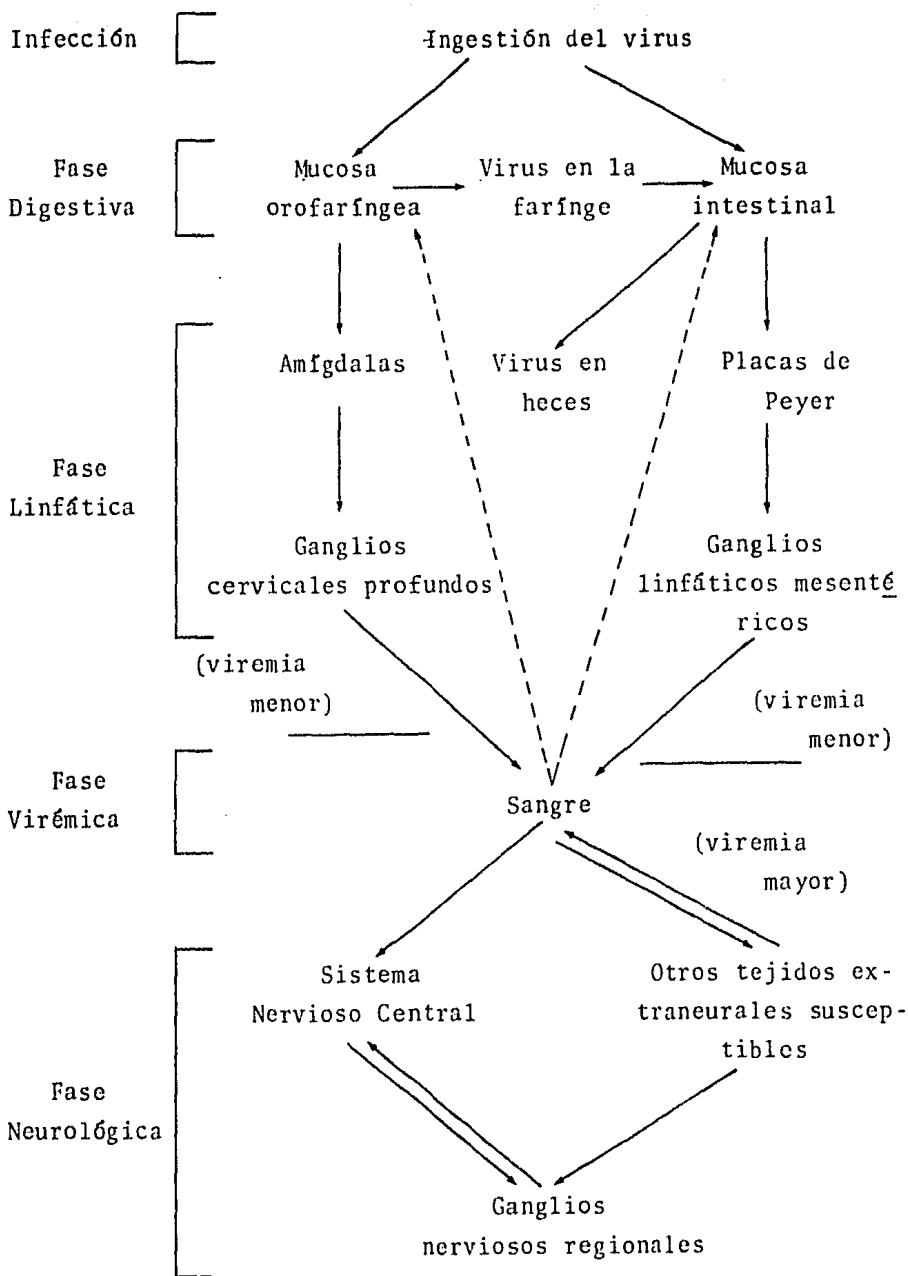 Infección
Ingestión del virus
Fase
Digestiva
Mucosa
orofaríngea
Virus en la
farínge
Mucosa
intestinal
Fase
Linfática
Amígdalas
Virus en
heces
Placas de
Peyer
Ganglios
cervicales profundos
Ganglios
linfáticos mesenté
ricos
(viremia
menor)
(viremia
menor)
Fase
Virémica
Sangre
(viremia
mayor)
Fase
Neurológica
Sistema
Nervioso Central
Otros tejidos ex-
traneurales suscep-
tibles
Ganglios
nerviosos regionales